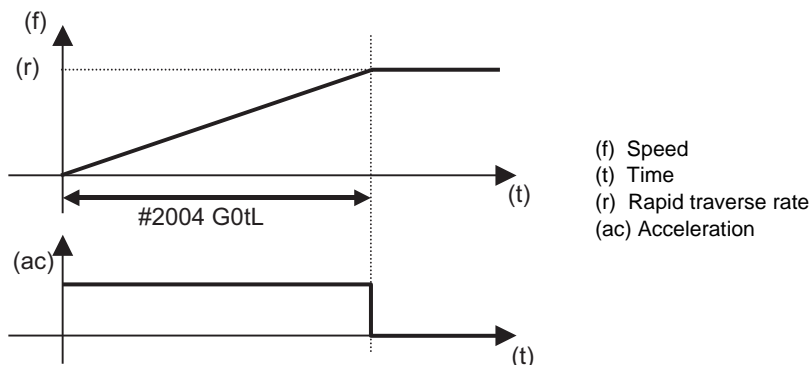 (f)
(r)
(t)
#2004 G0tL
(ac)
(t)
(f) Speed
(t) Time
(r) Rapid traverse rate
(ac) Acceleration